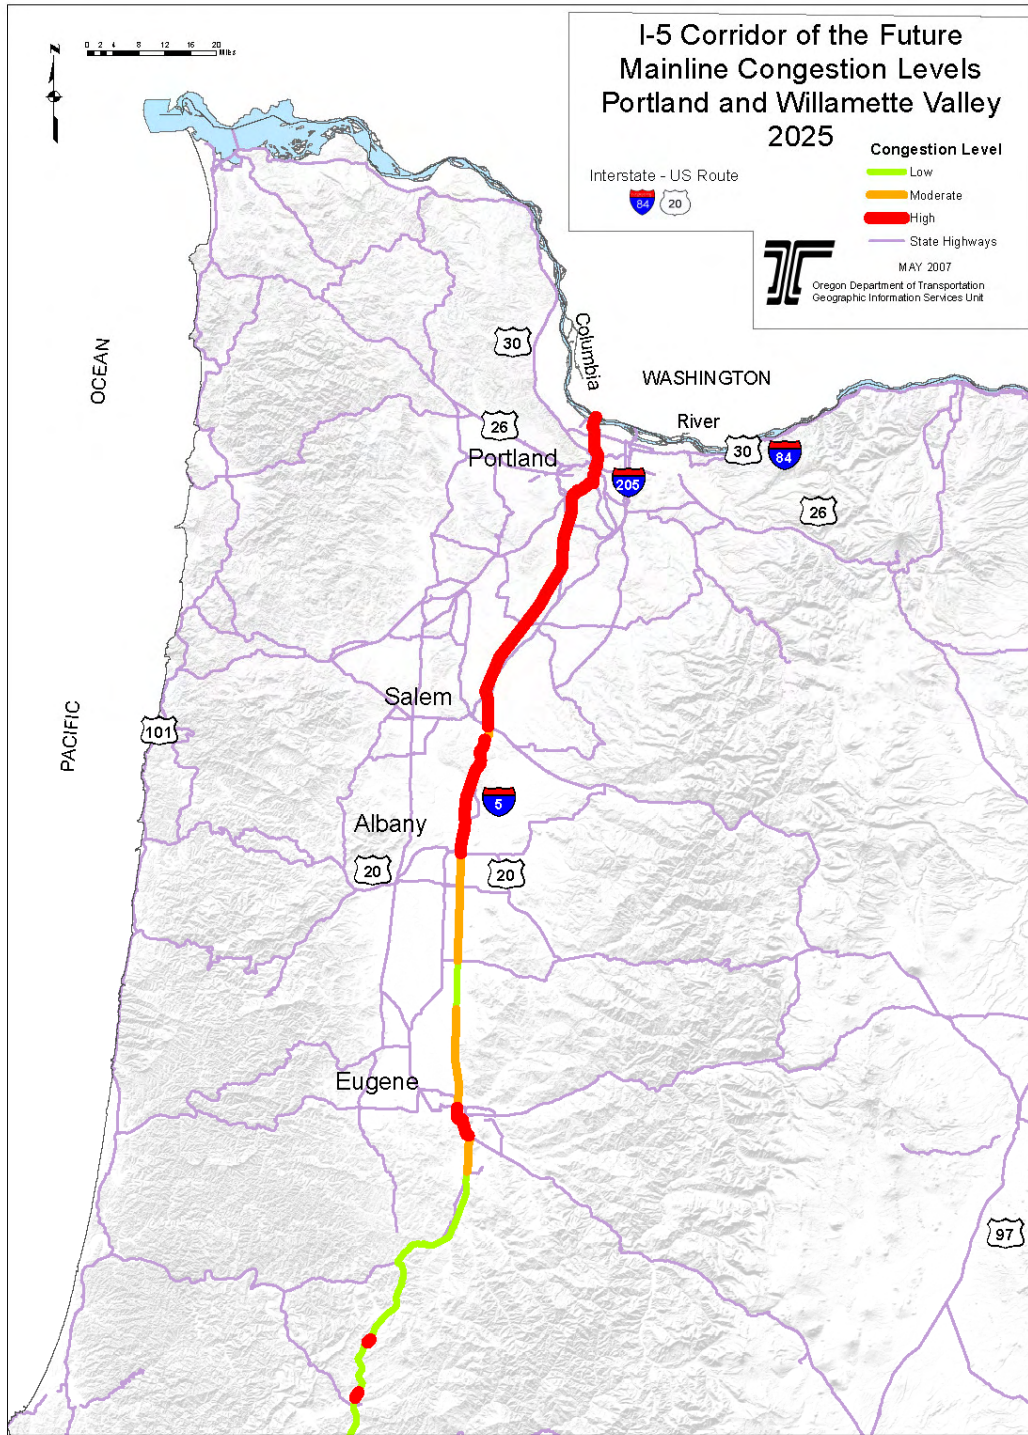 I-5 Corridor of the Future
Mainline Congestion Levels
Portland and Willamette Valley
2025
Congestion Level
Low
Moderate
High
State Highways
Interstate - US Route
84
20
MAY 2007
Oregon Department of Transportation
Geographic Information Services Unit
N
0 2 4 8 12 16 20
Miles
OCEAN
PACIFIC
Columbia
River
WASHINGTON
30
26
Portland
30
84
205
26
Salem
101
5
Albany
20
20
Eugene
97